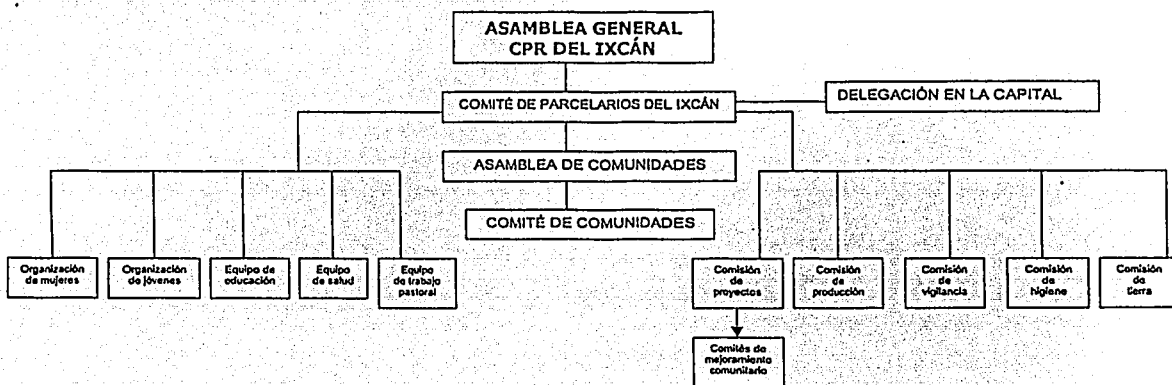 ASAMBLEA GENERAL
CPR DEL IXCÁN
COMITÉ DE PARCELARIOS DEL IXCÁN
DELEGACIÓN EN LA CAPITAL
ASAMBLEA DE COMUNIDADES
COMITÉ DE COMUNIDADES
Organización
de mujeres
Organización
de jóvenes
Equipo de
educación
Equipo
de salud
Equipo
de trabajo
pastoral
Comisión
de
proyectos
Comisión
de
producción
Comisión
de
vigilancia
Comisión
de
higiene
Comisión
de
tierra
Comités de
mejoramiento
comunitario